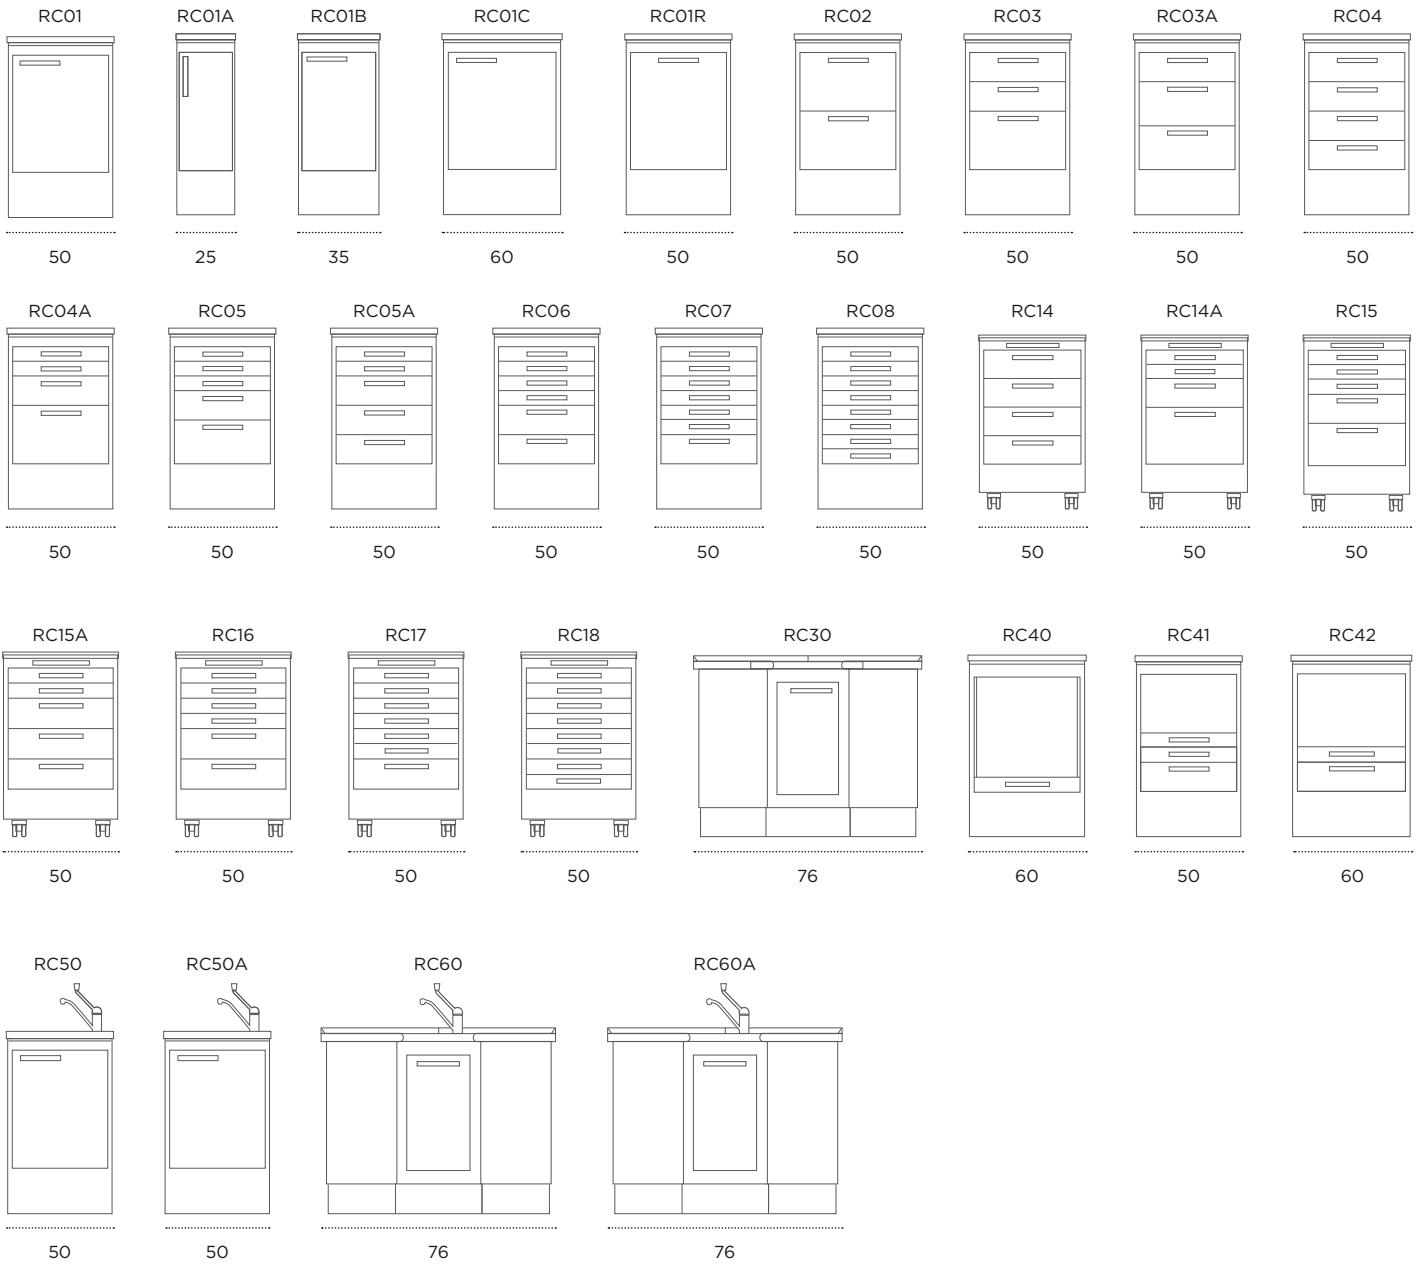 RC01 RC01A RC01B RC01C RC01R RC02 RC03 RC03A RC04
50 25 35 60 50 50 50 50 50
RC04A RC05 RC05A RC06 RC07 RC08 RC14 RC14A RC15
50 50 50 50 50 50 50 50 50
RC15A RC16 RC17 RC18 RC30 RC40 RC41 RC42
50 50 50 50 76 60 50 60
RC50 RC50A RC60 RC60A
50 50 76 76